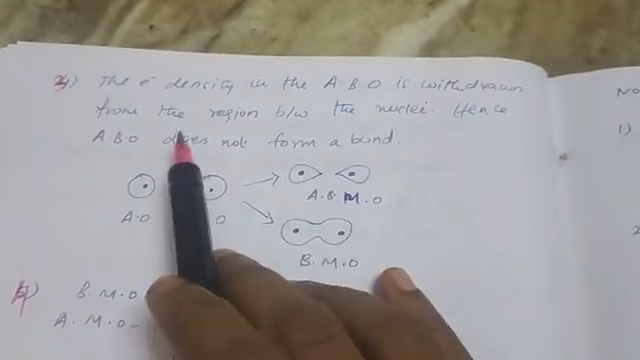 4) The e⁻ density in the A.B.O is withdrawn
from the region b/w the nuclei. Hence
A.B.O does not form a bond.
A.O
O
A.B.M.O
B.M.O
B.M.O
A.M.O-
No
1)
2